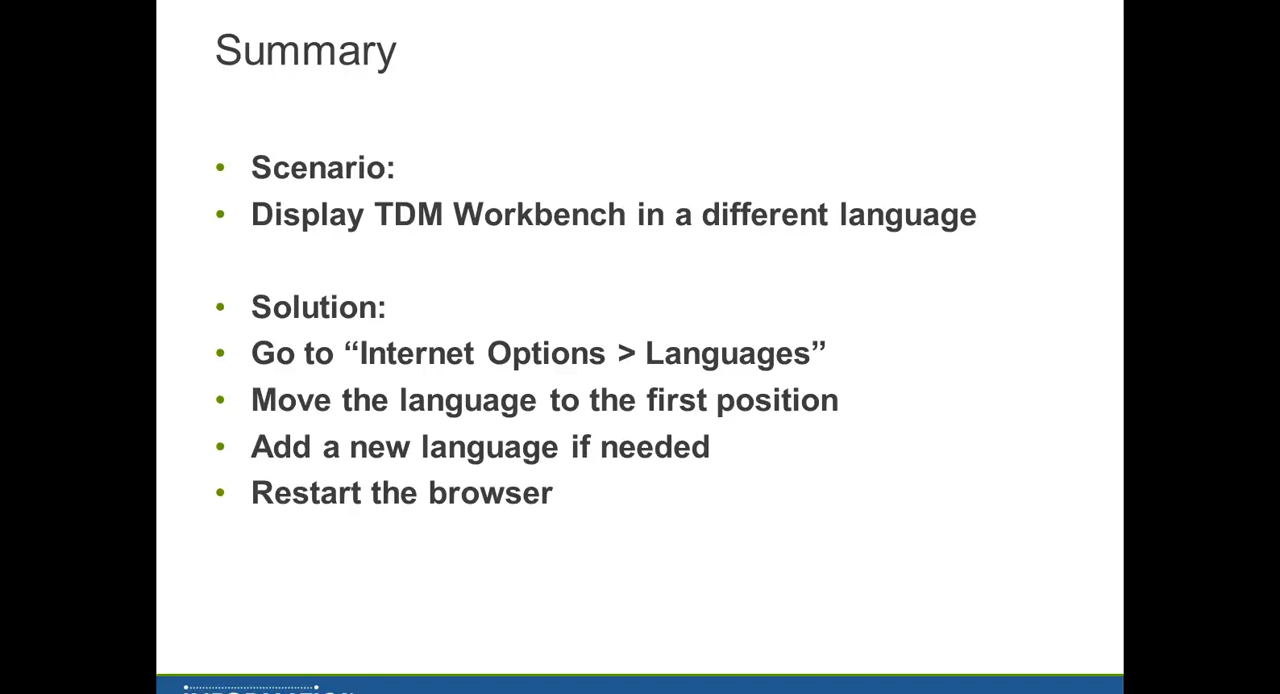 Summary
• Scenario:
• Display TDM Workbench in a different language
• Solution:
• Go to “Internet Options > Languages”
• Move the language to the first position
• Add a new language if needed
• Restart the browser